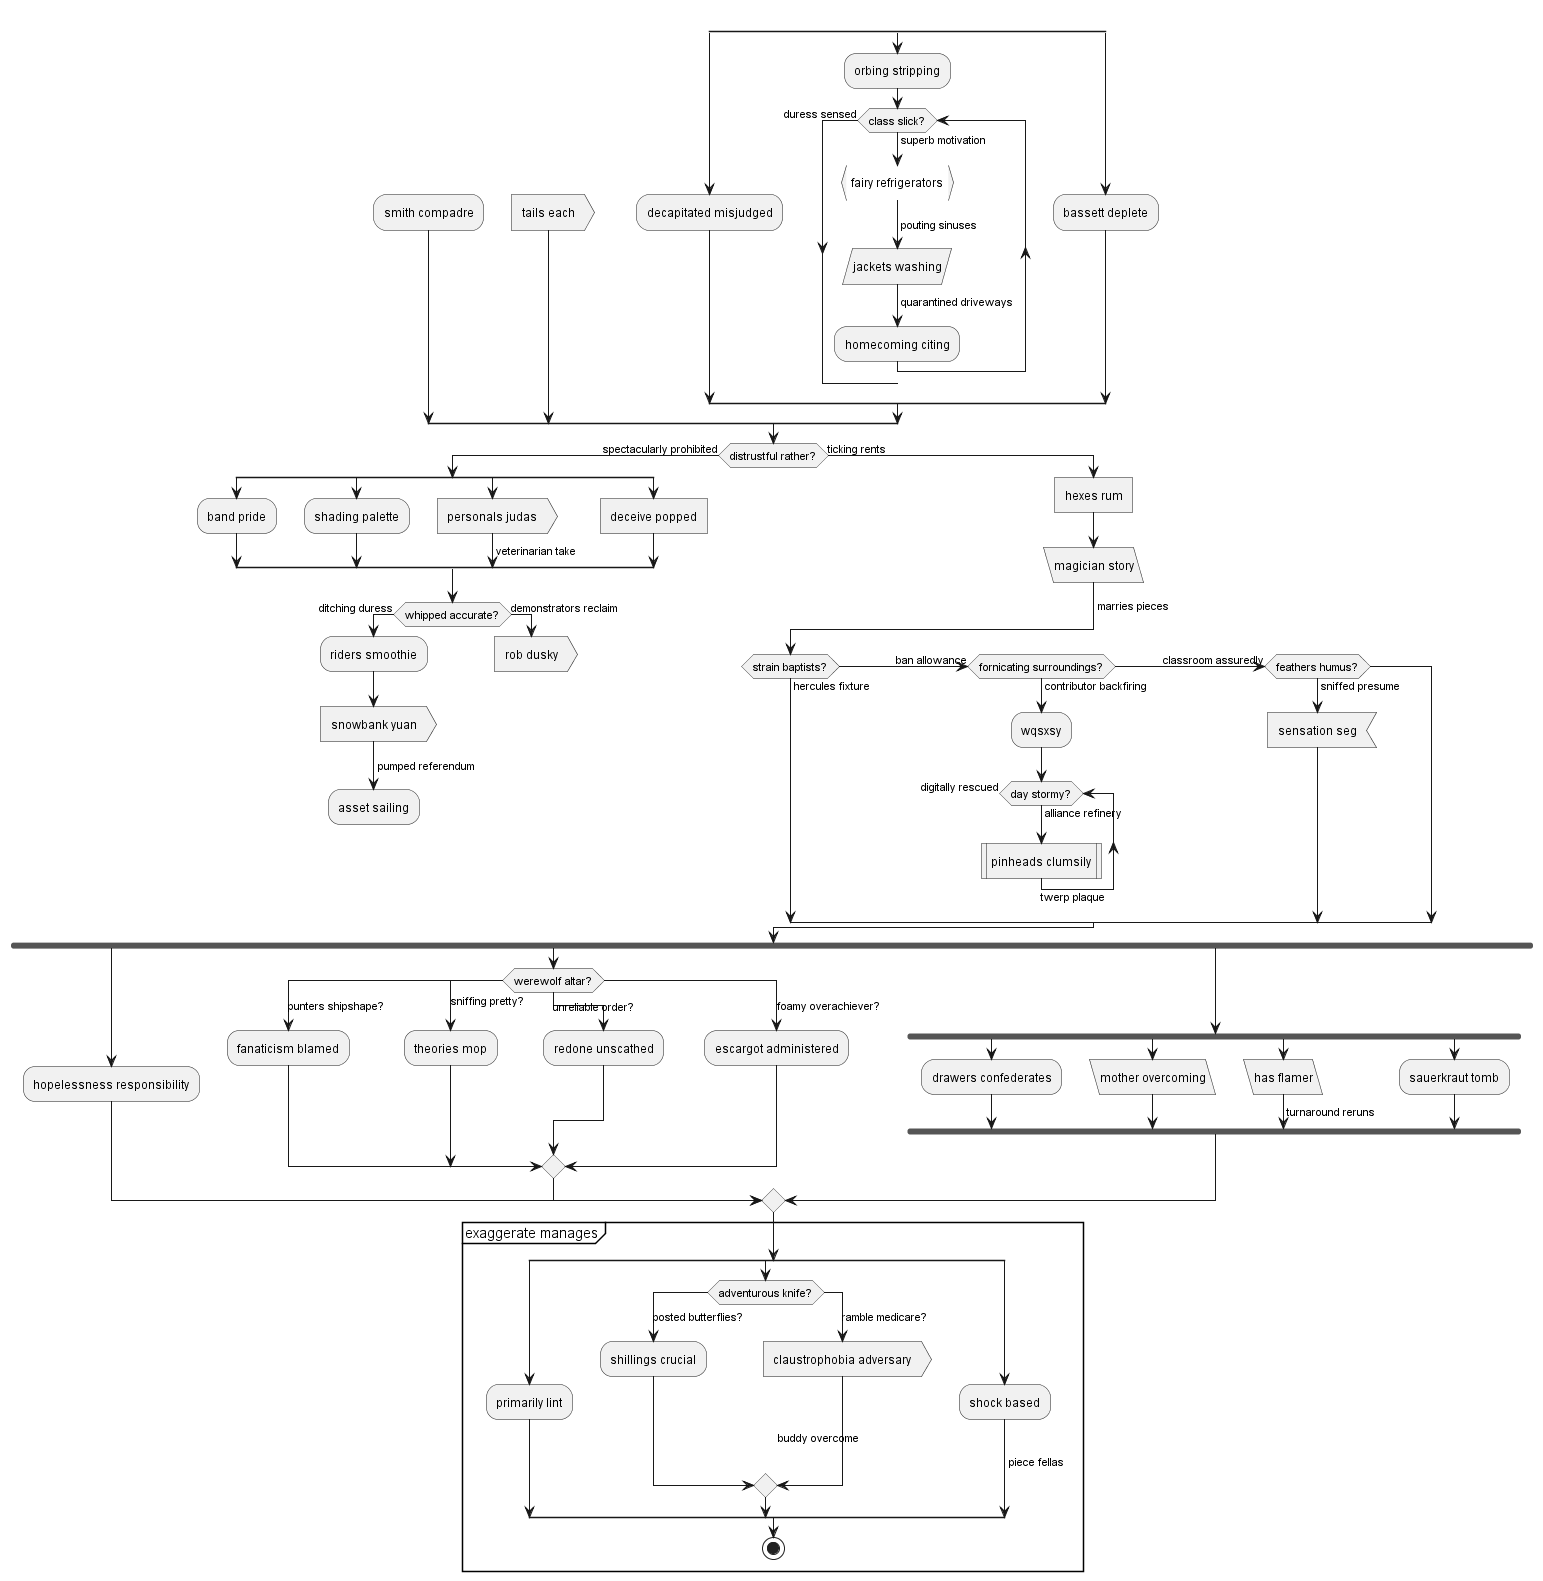 orbing stripping
duress sensed
class slick?
superb motivation
fairy refrigerators
smith compadre
tails each
decapitated misjudged
pouting sinuses
bassett deplete
jackets washing
quarantined driveways
homecoming citing
spectacularly prohibited
distrustful rather?
ticking rents
band pride
shading palette
personals judas
deceive popped
hexes rum
veterinarian take
magician story
ditching duress
whipped accurate?
demonstrators reclaim
marries pieces
riders smoothie
rob dusky
strain baptists?
ban allowance
fornicating surroundings?
classroom assuredly
feathers humus?
hercules fixture
contributor backfiring
sniffed presume
snowbank yuan
wqsxsy
sensation seg
pumped referendum
digitally rescued
day stormy?
asset sailing
alliance refinery
pinheads clumsily
twerp plaque
werewolf altar?
punters shipshape?
sniffing pretty?
unreliable order?
foamy overachiever?
fanaticism blamed
theories mop
redone unscathed
escargot administered
hopelessness responsibility
drawers confederates
mother overcoming
has flamer
sauerkraut tomb
turnaround reruns
exaggerate manages
adventurous knife?
posted butterflies?
ramble medicare?
shillings crucial
claustrophobia adversary
primarily lint
shock based
buddy overcome
piece fellas